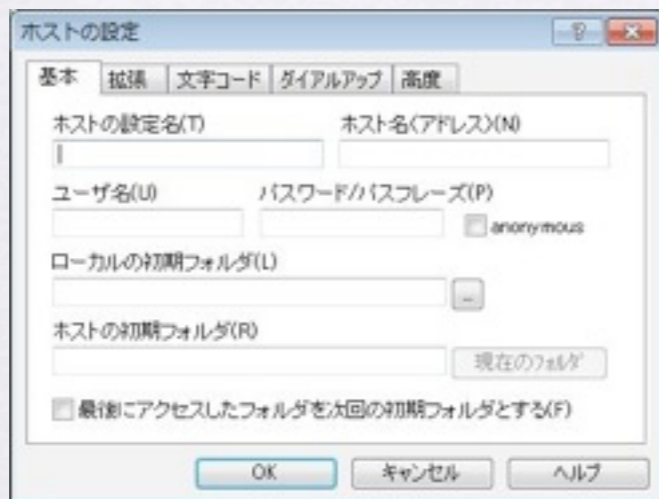 ホストの設定
基本 拡張 文字コード ダイアルアップ 高度
ホストの設定名(T) ホスト名(アドレス)(N)
ユーザ名(U) パスワード/パスフレーズ(P)
anonymous
ローカルの初期フォルダ(L)
...
ホストの初期フォルダ(R)
現在のフォルダ
最後にアクセスしたフォルダを次回の初期フォルダとする(F)
OK キャンセル ヘルプ